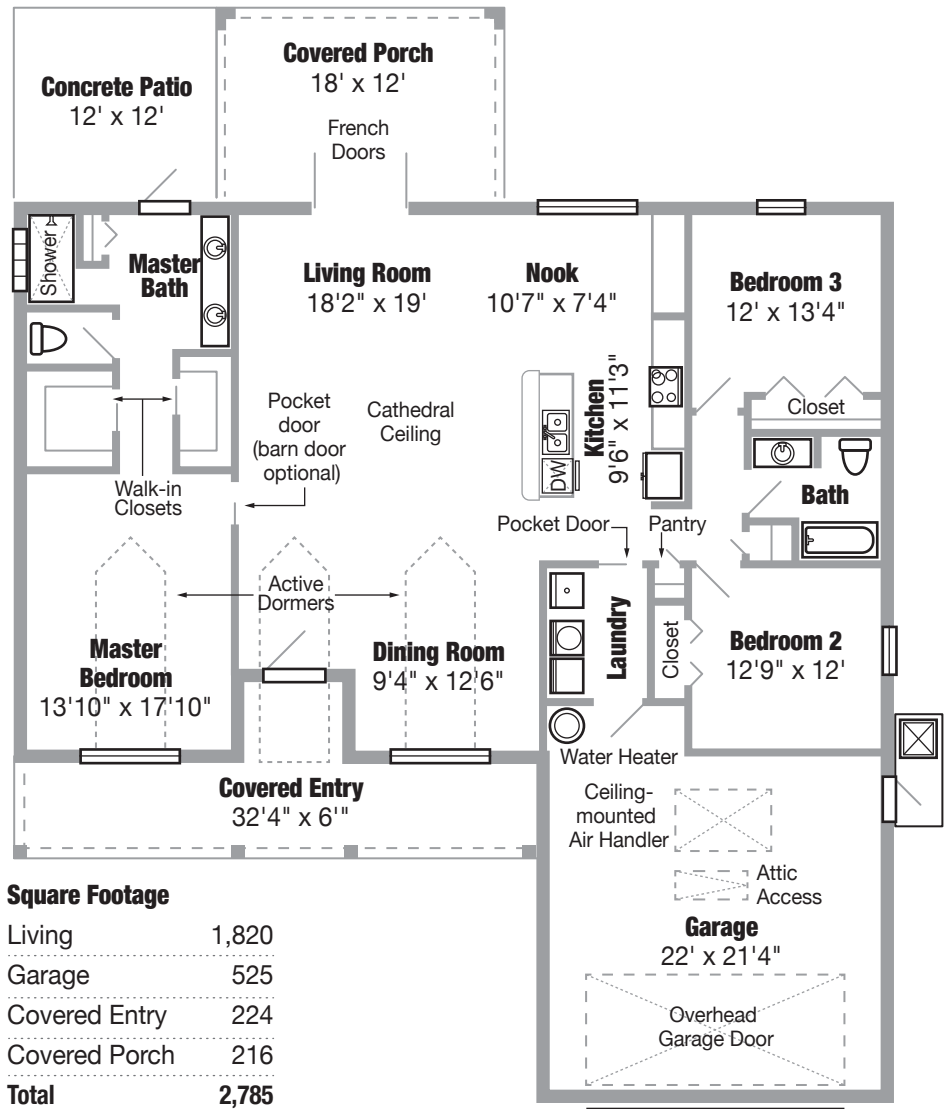 Covered Porch
18' x 12'
Concrete Patio
12' x 12'
French
Doors
Shower
Master
Bath
Living Room
18'2" x 19'
Nook
10'7" x 7'4"
Bedroom 3
12' x 13'4"
Pocket
door
(barn door
optional)
Cathedral
Ceiling
Kitchen
9'6" x 11'3"
DW
Closet
Bath
Walk-in
Closets
Pocket Door
Pantry
Active
Dormers
Laundry
Closet
Bedroom 2
12'9" x 12'
Master
Bedroom
13'10" x 17'10"
Dining Room
9'4" x 12'6"
Water Heater
Covered Entry
32'4" x 6'"
Ceiling-
mounted
Air Handler
Attic
Access
Garage
22' x 21'4"
Overhead
Garage Door
Square Footage
Living 1,820
Garage 525
Covered Entry 224
Covered Porch 216
Total 2,785